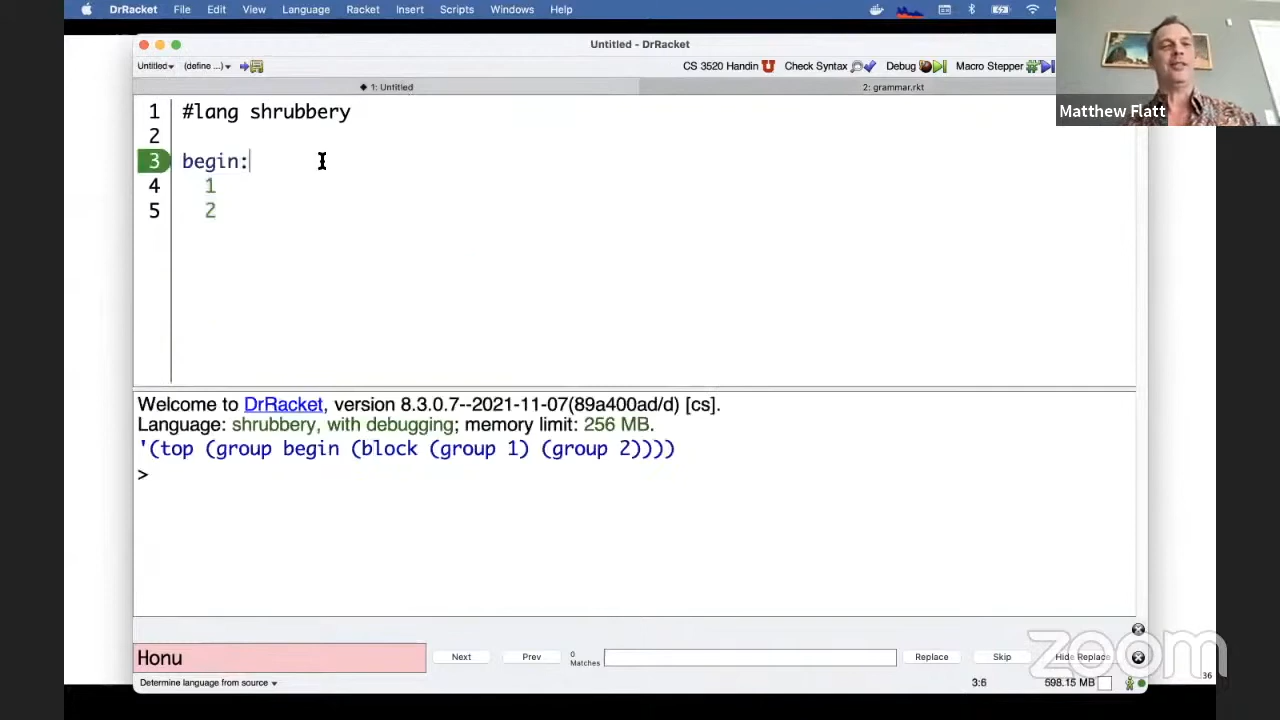 DrRacket File Edit View Language Racket Insert Scripts Windows Help
Untitled - DrRacket
Untitled (define ...) CS 3520 Handin Check Syntax Debug Macro Stepper
Matthew Flatt
1: Untitled 2: grammar.rkt
1 #lang shrubbery
2
3 begin:
4 1
5 2
Welcome to DrRacket, version 8.3.0.7--2021-11-07(89a400ad/d) [cs].
Language: shrubbery, with debugging; memory limit: 256 MB.
'(top (group begin (block (group 1) (group 2))))
>
zoom
Honu Next Prev 0 Matches Replace Skip Hide Replace
Determine language from source 3:6 598.15 MB
36